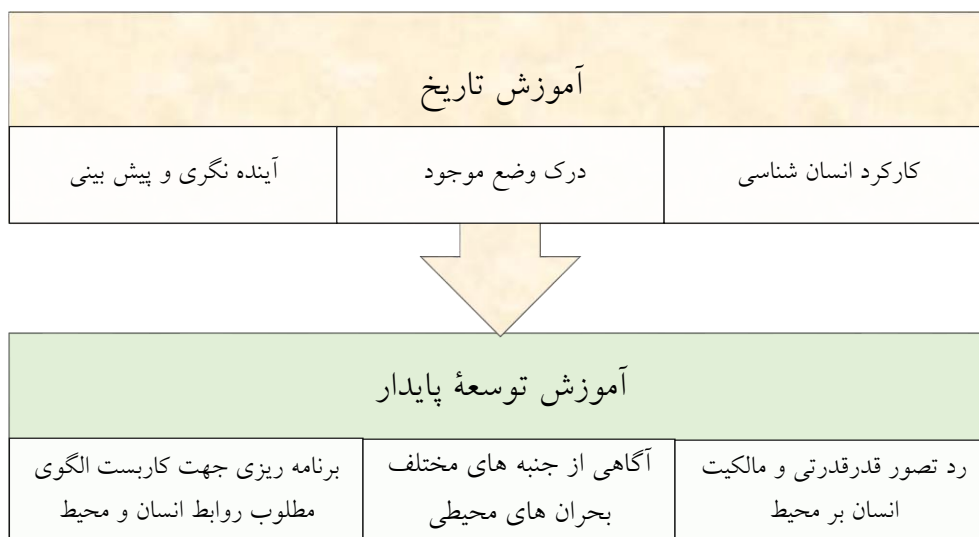 آموزش تاریخ
کارکرد انسان شناسی
درک وضع موجود
آینده نگری و پیش بینی
آموزش توسعۀ پایدار
رد تصور قدرقدرتی و مالکیت
انسان بر محیط
آگاهی از جنبه های مختلف
بحران های محیطی
برنامه ریزی جهت کاربست الگوی
مطلوب روابط انسان و محیط